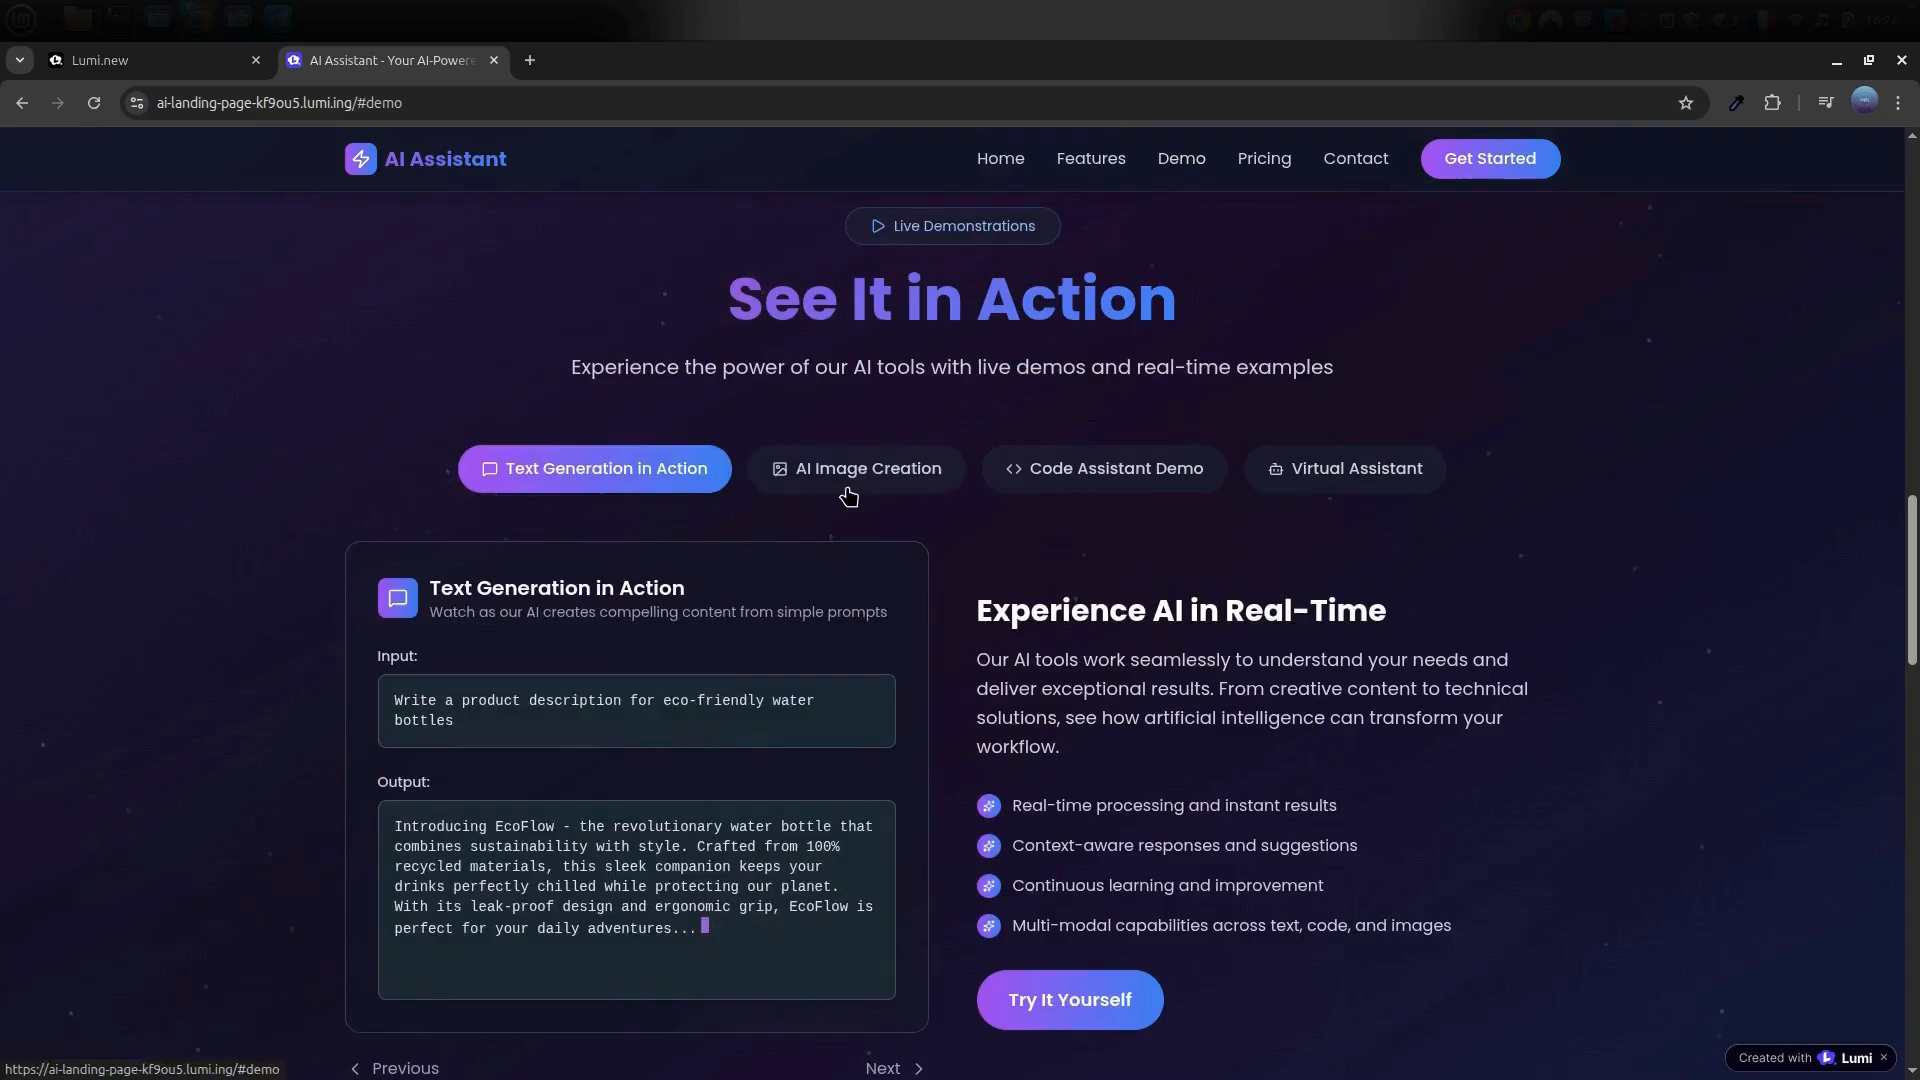 16:26
Lumi.new
AI Assistant - Your AI-Powere
ai-landing-page-kf9ou5.lumi.ing/#demo
AI Assistant
Home
Features
Demo
Pricing
Contact
Get Started
Live Demonstrations
See It in Action
Experience the power of our AI tools with live demos and real-time examples
Text Generation in Action
AI Image Creation
Code Assistant Demo
Virtual Assistant
Text Generation in Action
Watch as our AI creates compelling content from simple prompts
Input:
Write a product description for eco-friendly water
bottles
Output:
Introducing EcoFlow - the revolutionary water bottle that
combines sustainability with style. Crafted from 100%
recycled materials, this sleek companion keeps your
drinks perfectly chilled while protecting our planet.
With its leak-proof design and ergonomic grip, EcoFlow is
perfect for your daily adventures...
Previous
Next
Experience AI in Real-Time
Our AI tools work seamlessly to understand your needs and
deliver exceptional results. From creative content to technical
solutions, see how artificial intelligence can transform your
workflow.
Real-time processing and instant results
Context-aware responses and suggestions
Continuous learning and improvement
Multi-modal capabilities across text, code, and images
Try It Yourself
Created with Lumi
https://ai-landing-page-kf9ou5.lumi.ing/#demo